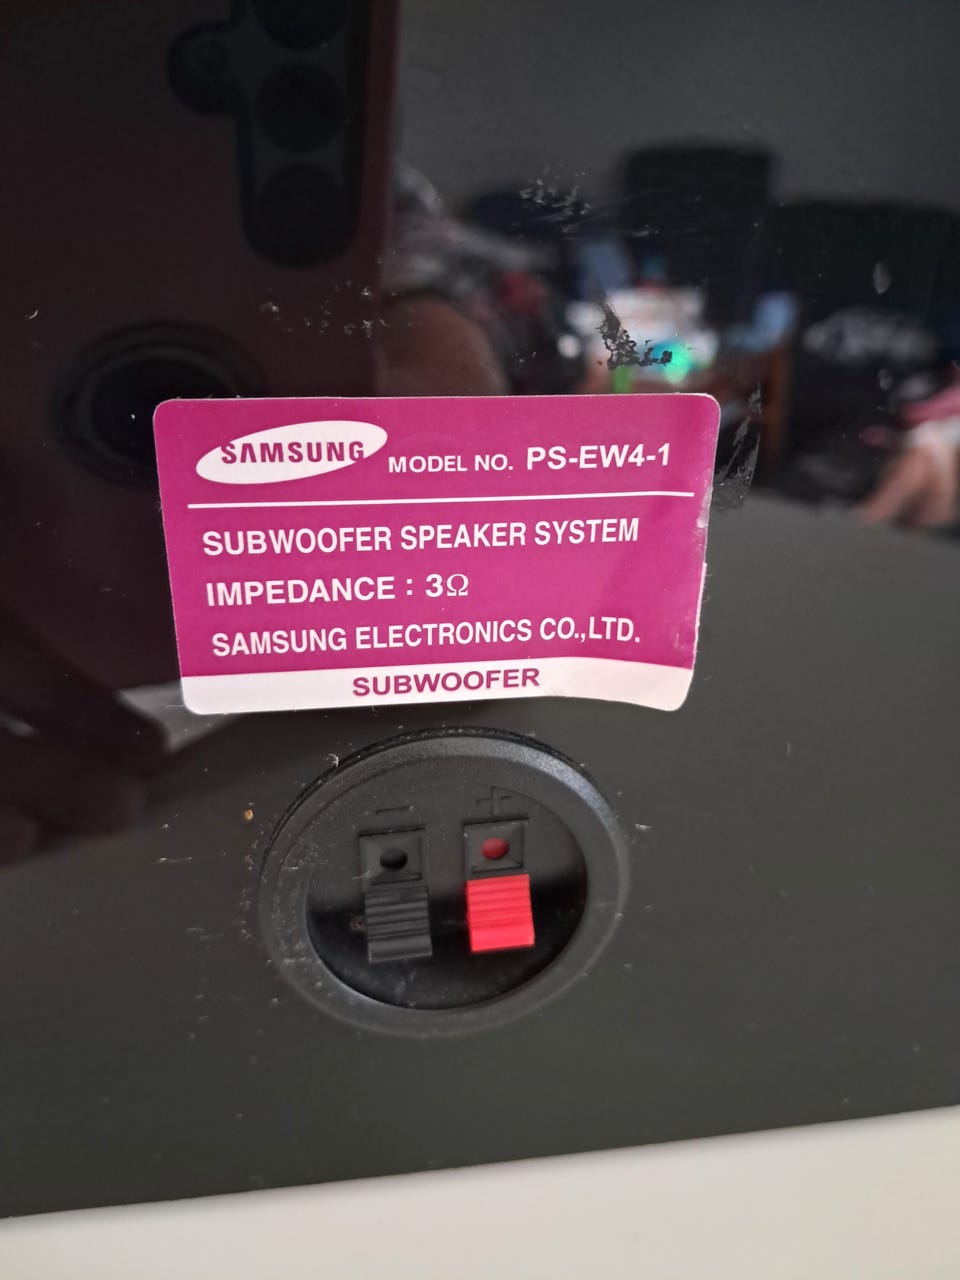 SAMSUNG MODEL NO. PS-EW4-1
SUBWOOFER SPEAKER SYSTEM
IMPEDANCE : 3Ω
SAMSUNG ELECTRONICS CO.,LTD.
SUBWOOFER
− +